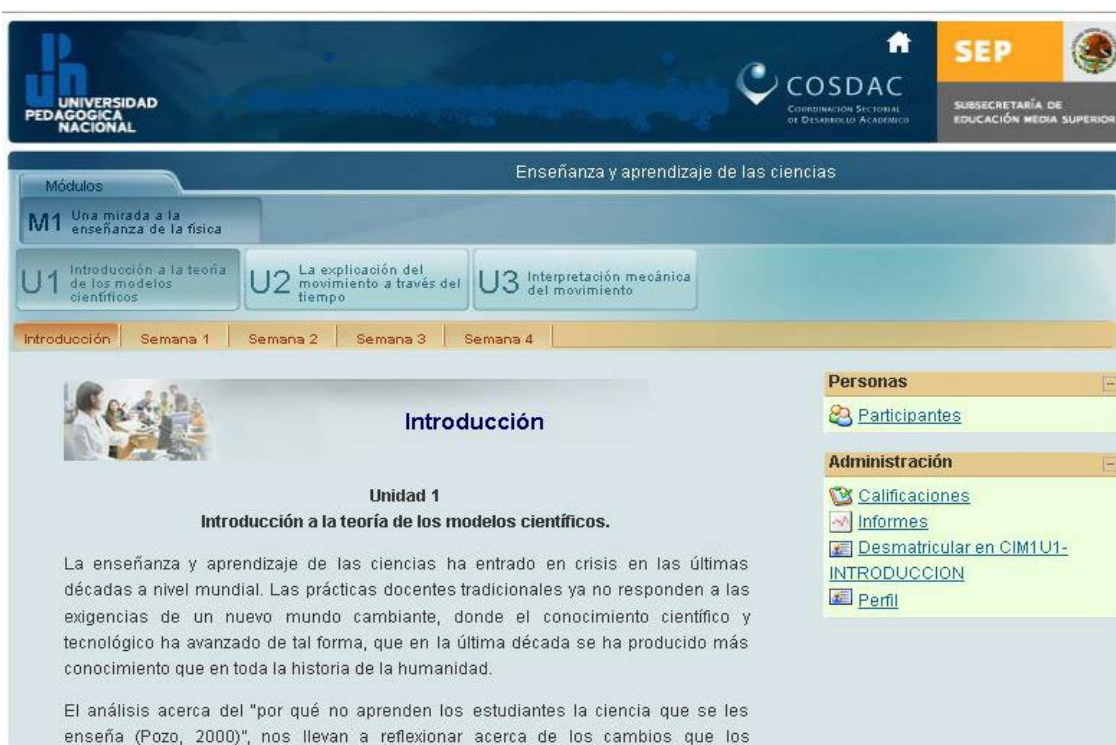 UNIVERSIDAD
PEDAGOGICA
NACIONAL
COSDAC
COORDINACIÓN SECTORIAL
DE DESARROLLO ACADÉMICO
SEP
SUBSECRETARÍA DE
EDUCACIÓN MEDIA SUPERIOR
Enseñanza y aprendizaje de las ciencias
Módulos
M1 Una mirada a la
enseñanza de la física
U1 Introducción a la teoría
de los modelos
científicos
U2 La explicación del
movimiento a través del
tiempo
U3 Interpretación mecánica
del movimiento
Introducción Semana 1 Semana 2 Semana 3 Semana 4
Introducción
Unidad 1
Introducción a la teoría de los modelos científicos.
La enseñanza y aprendizaje de las ciencias ha entrado en crisis en las últimas
décadas a nivel mundial. Las prácticas docentes tradicionales ya no responden a las
exigencias de un nuevo mundo cambiante, donde el conocimiento científico y
tecnológico ha avanzado de tal forma, que en la última década se ha producido más
conocimiento que en toda la historia de la humanidad.
El análisis acerca del "por qué no aprenden los estudiantes la ciencia que se les
enseña (Pozo, 2000)", nos llevan a reflexionar acerca de los cambios que los
Personas
Participantes
Administración
Calificaciones
Informes
Desmatricular en CIM1U1-
INTRODUCCION
Perfil